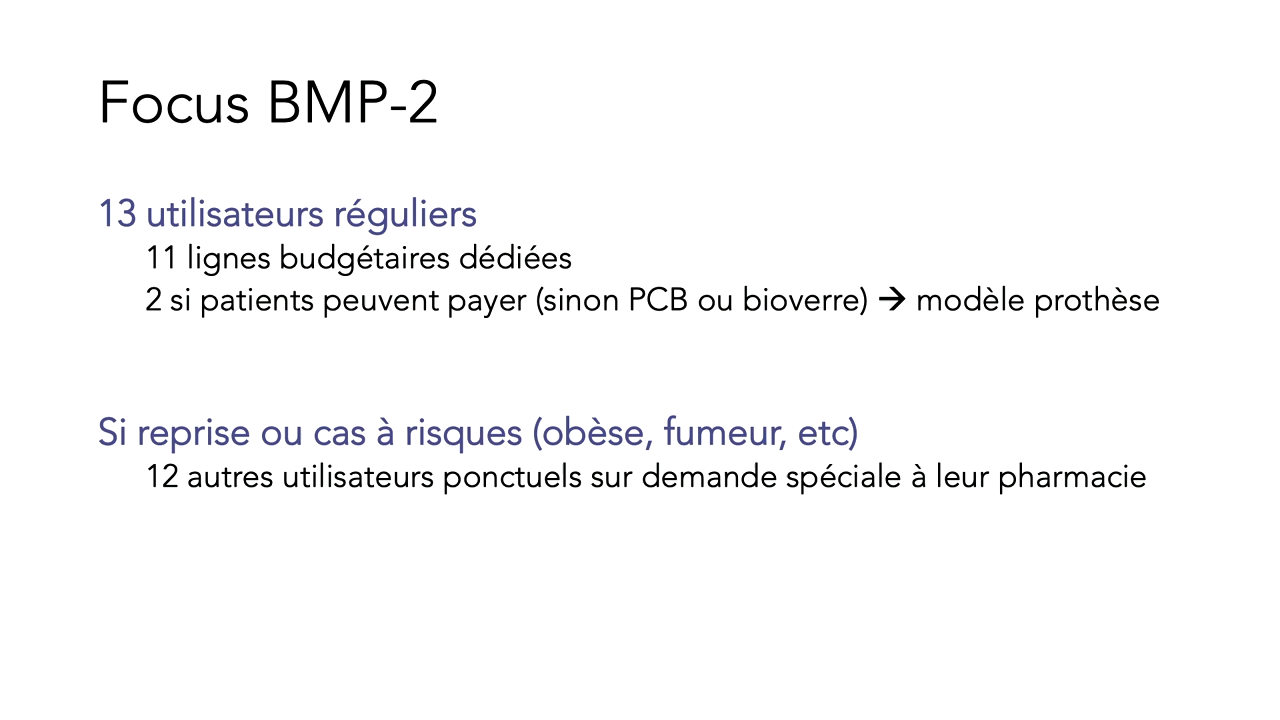 Focus BMP-2
13 utilisateurs réguliers
11 lignes budgétaires dédiées
2 si patients peuvent payer (sinon PCB ou bioverre) → modèle prothèse
Si reprise ou cas à risques (obèse, fumeur, etc)
12 autres utilisateurs ponctuels sur demande spéciale à leur pharmacie